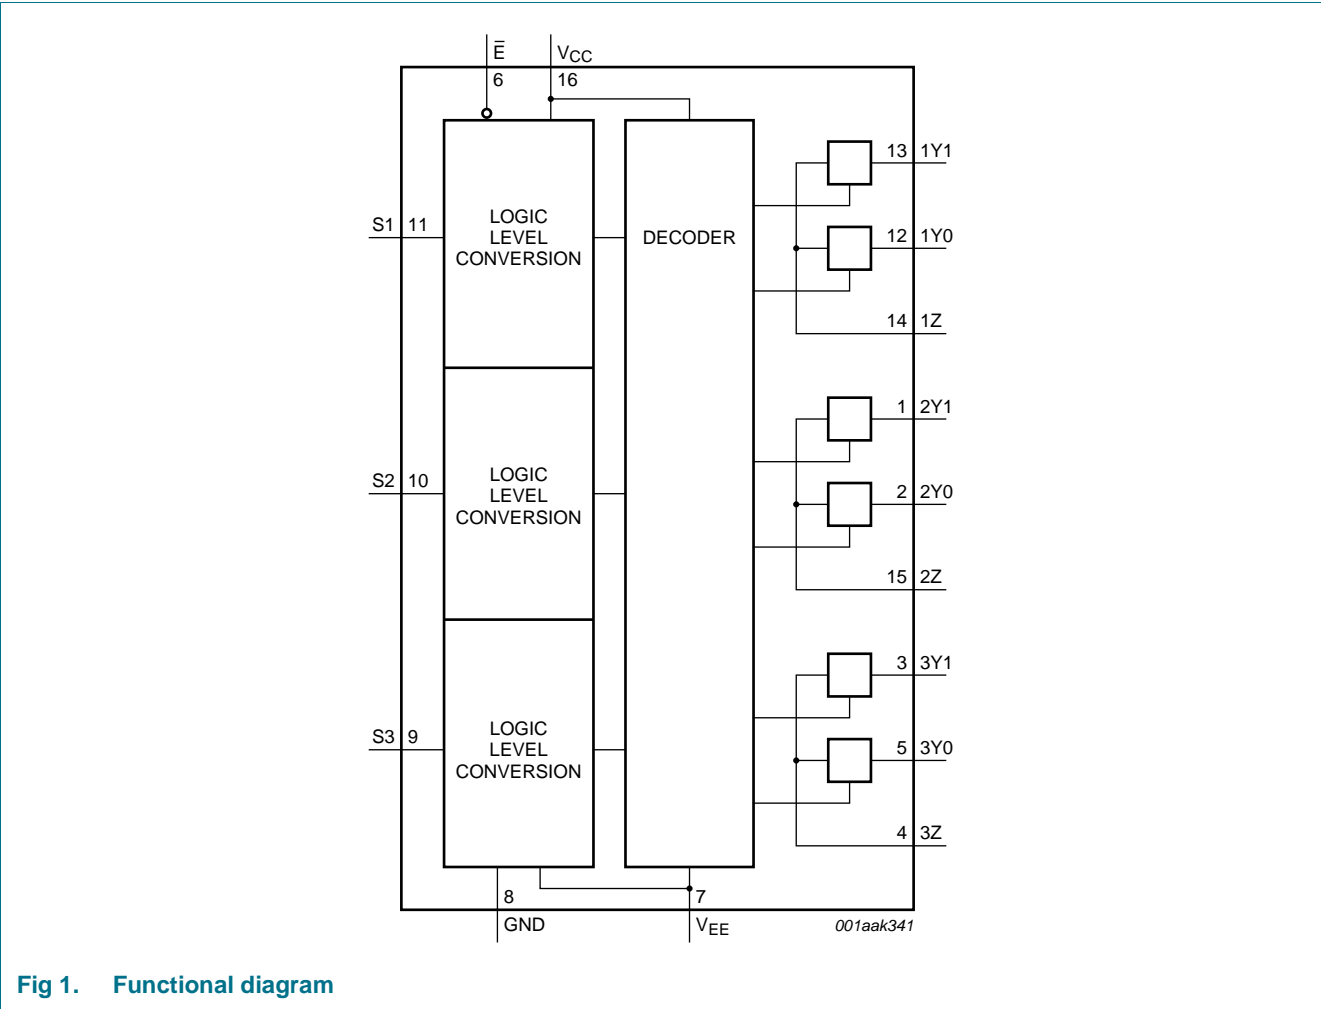 E̅ VCC
6 16
13 1Y1
S1 11
LOGIC
LEVEL
CONVERSION
DECODER
12 1Y0
14 1Z
1 2Y1
S2 10
LOGIC
LEVEL
CONVERSION
2 2Y0
15 2Z
3 3Y1
S3 9
LOGIC
LEVEL
CONVERSION
5 3Y0
4 3Z
8 7
GND VEE 001aak341
Fig 1. Functional diagram